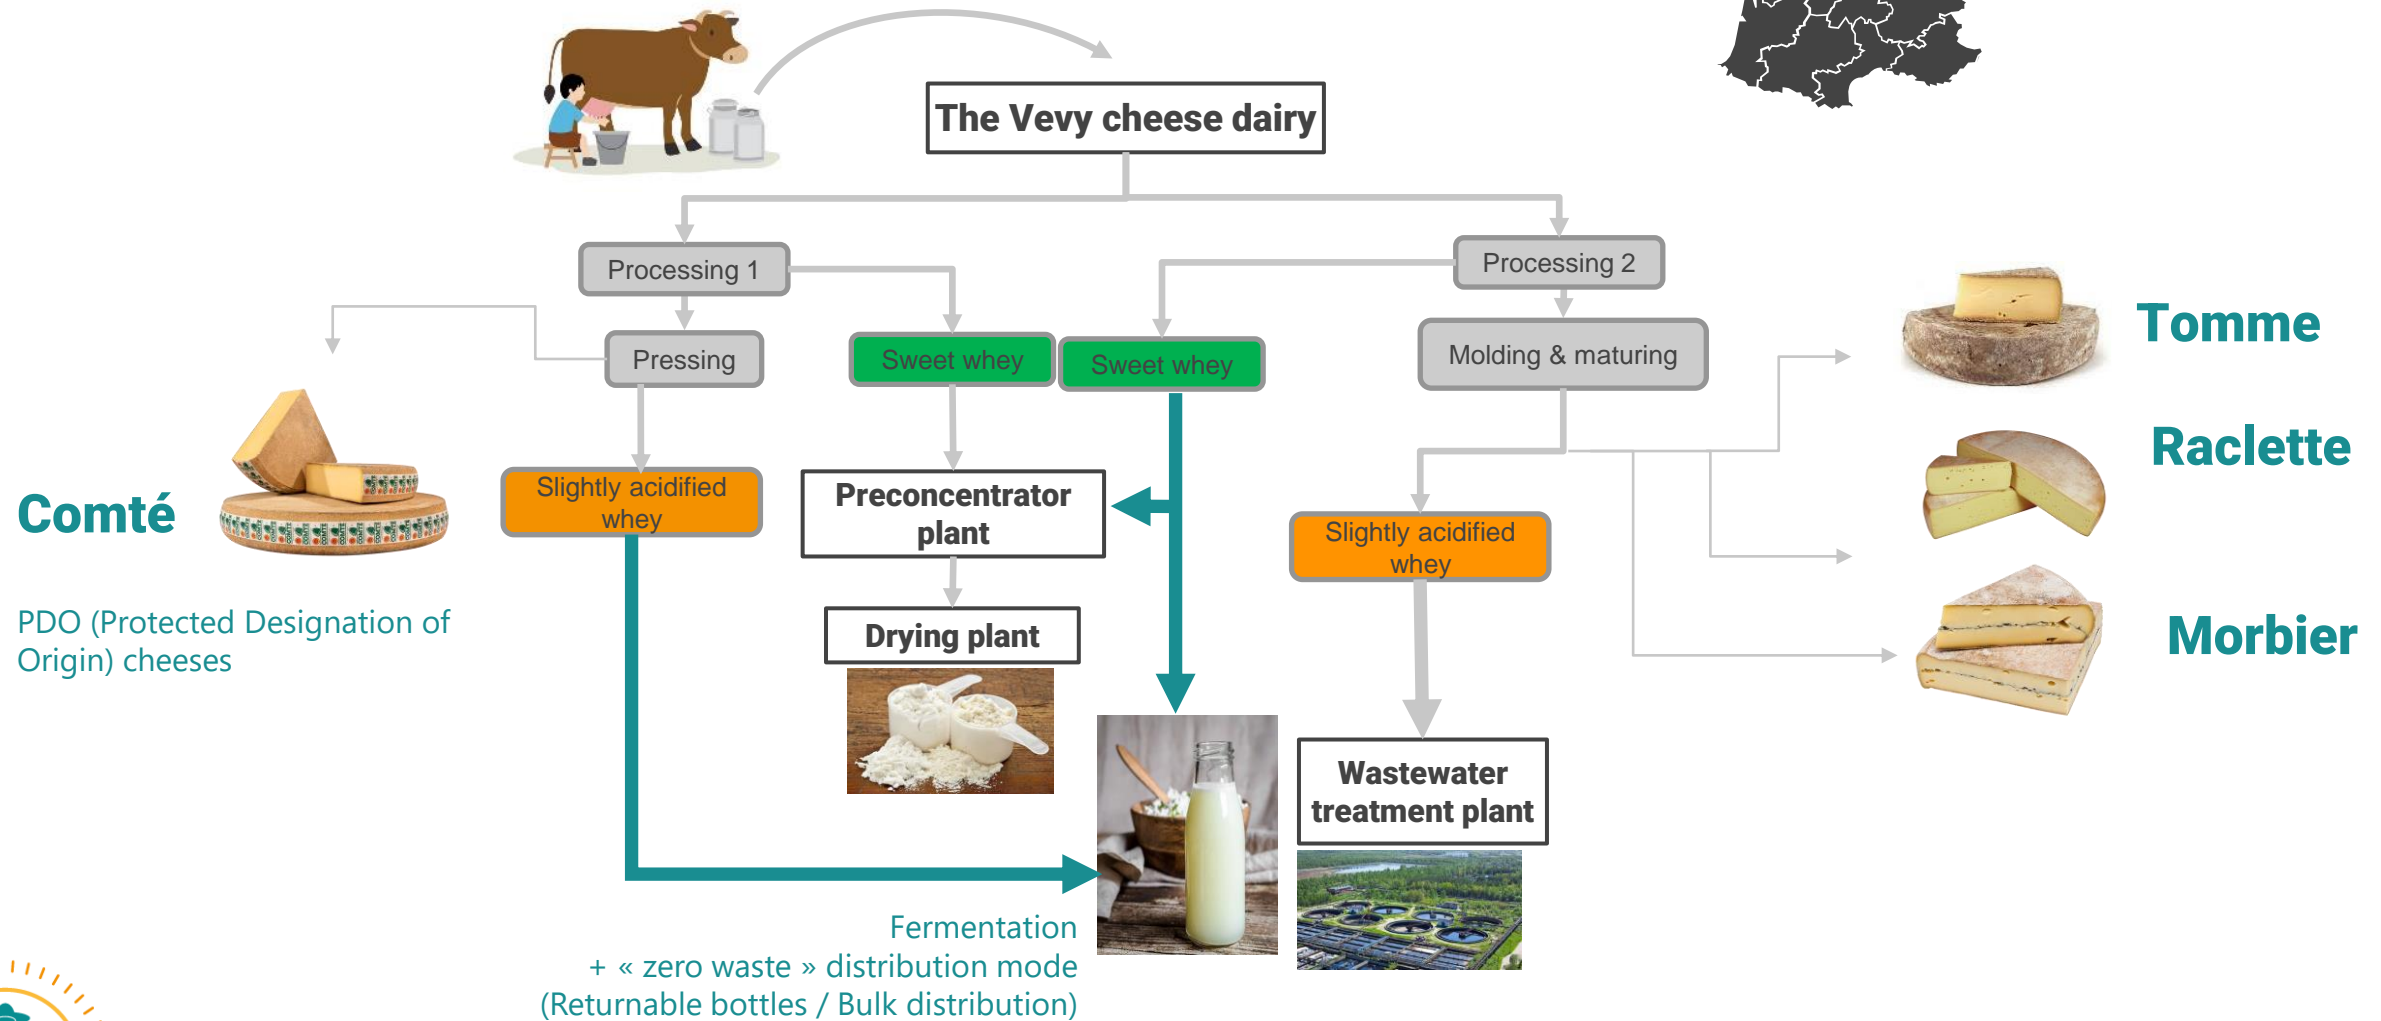 The Vevy cheese dairy
Processing 1
Processing 2
Pressing
Sweet whey
Sweet whey
Molding & maturing
Tomme
Raclette
Comté
Slightly acidified
whey
Preconcentrator
plant
Slightly acidified
whey
PDO (Protected Designation of
Origin) cheeses
Drying plant
Morbier
Wastewater
treatment plant
Fermentation
+ « zero waste » distribution mode
(Returnable bottles / Bulk distribution)